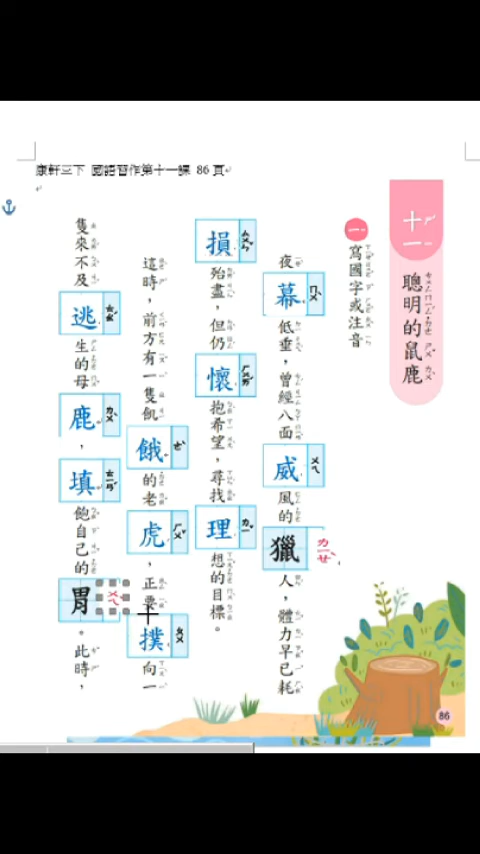 康軒三下 國語習作第十一課 86 頁
十一
聰明的鼠鹿
一 寫國字或注音
夜幕低垂，曾經八面威風的獵人，體力早已耗
損殆盡，但仍懷抱希望，尋找理想的目標。
這時，前方有一隻飢餓的老虎，正要撲向一
隻來不及逃生的母鹿，填飽自己的胃。此時，
86